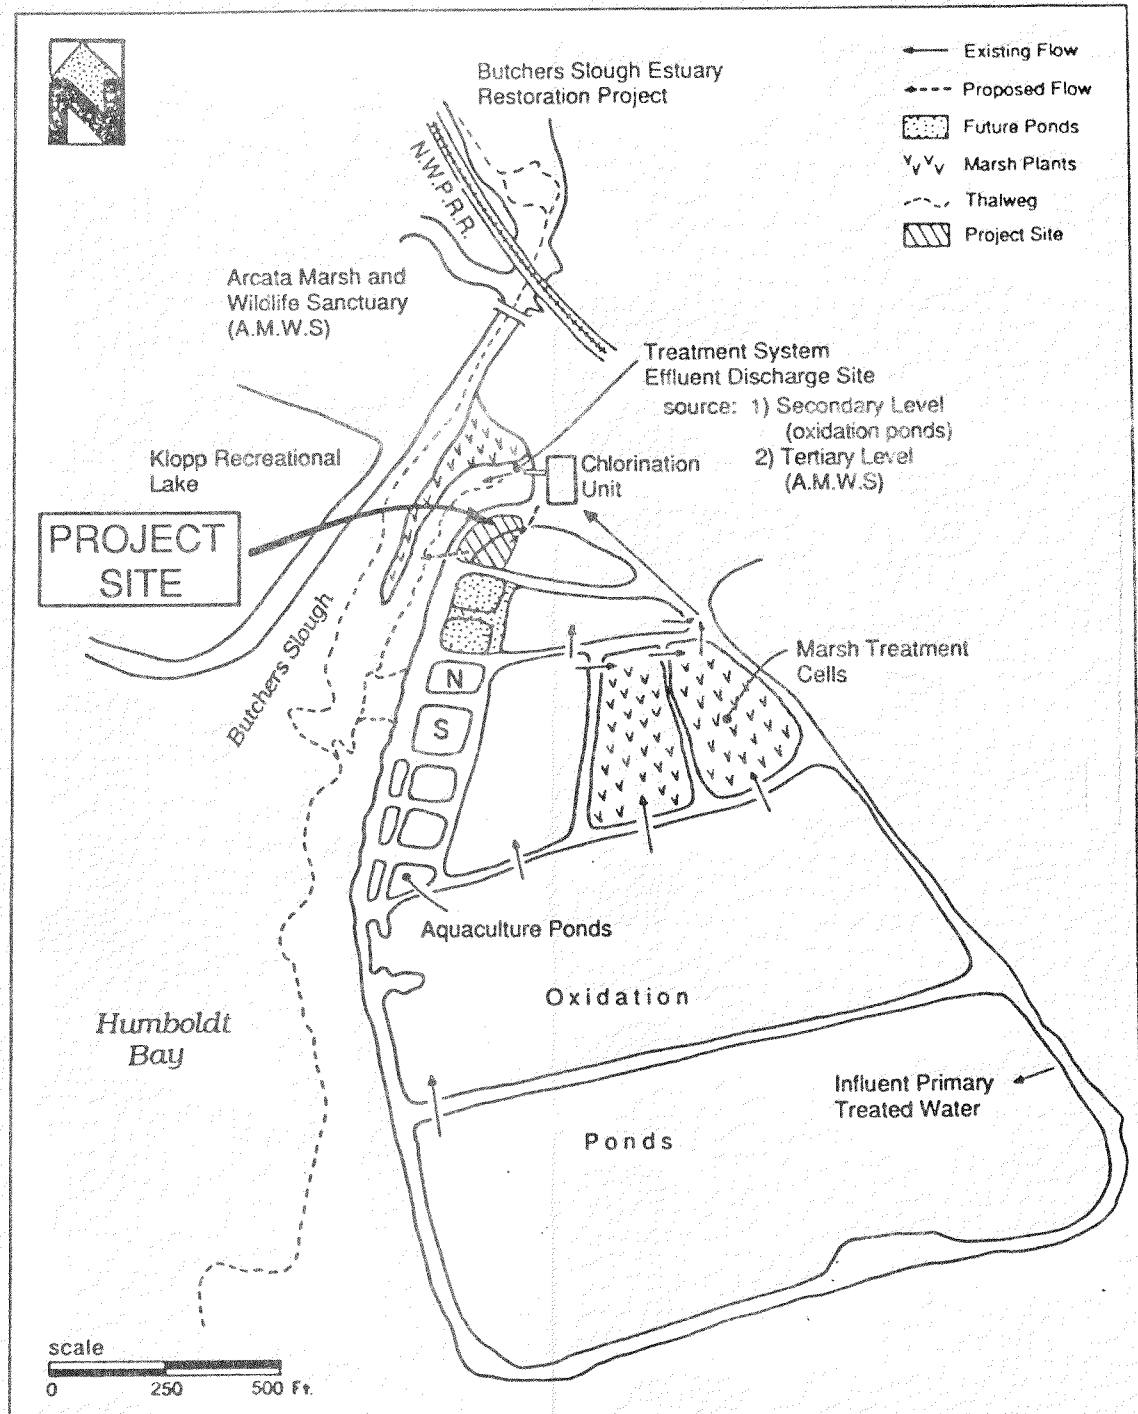 Butchers Slough Estuary
Restoration Project
Existing Flow
Proposed Flow
Future Ponds
Marsh Plants
Thalweg
Project Site
N.W.P.R.R.
Arcata Marsh and
Wildlife Sanctuary
(A.M.W.S)
Treatment System
Effluent Discharge Site
source: 1) Secondary Level
(oxidation ponds)
2) Tertiary Level
(A.M.W.S)
Klopp Recreational
Lake
Chlorination
Unit
PROJECT
SITE
Butchers Slough
Marsh Treatment
Cells
N
S
Aquaculture Ponds
Oxidation
Humboldt
Bay
Influent Primary
Treated Water
Ponds
scale
0 250 500 Ft.